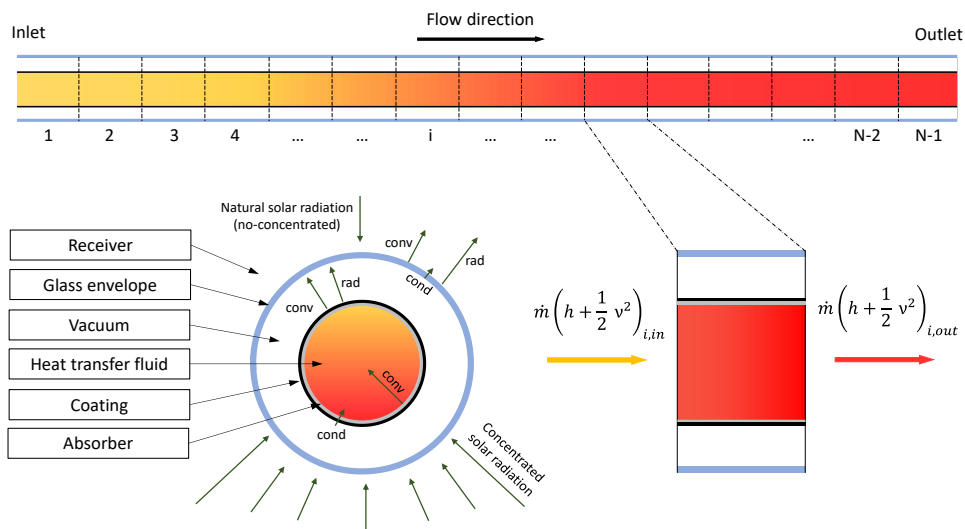 Flow direction
Inlet
Outlet
1 2 3 4 ... ... i ... ... ... N-2 N-1
Natural solar radiation
(no-concentrated)
conv
rad
cond
conv
rad
conv
cond
Receiver
Glass envelope
Vacuum
Heat transfer fluid
Coating
Absorber
Concentrated
solar radiation
ṁ(h + 1/2 v²)i,in
ṁ(h + 1/2 v²)i,out